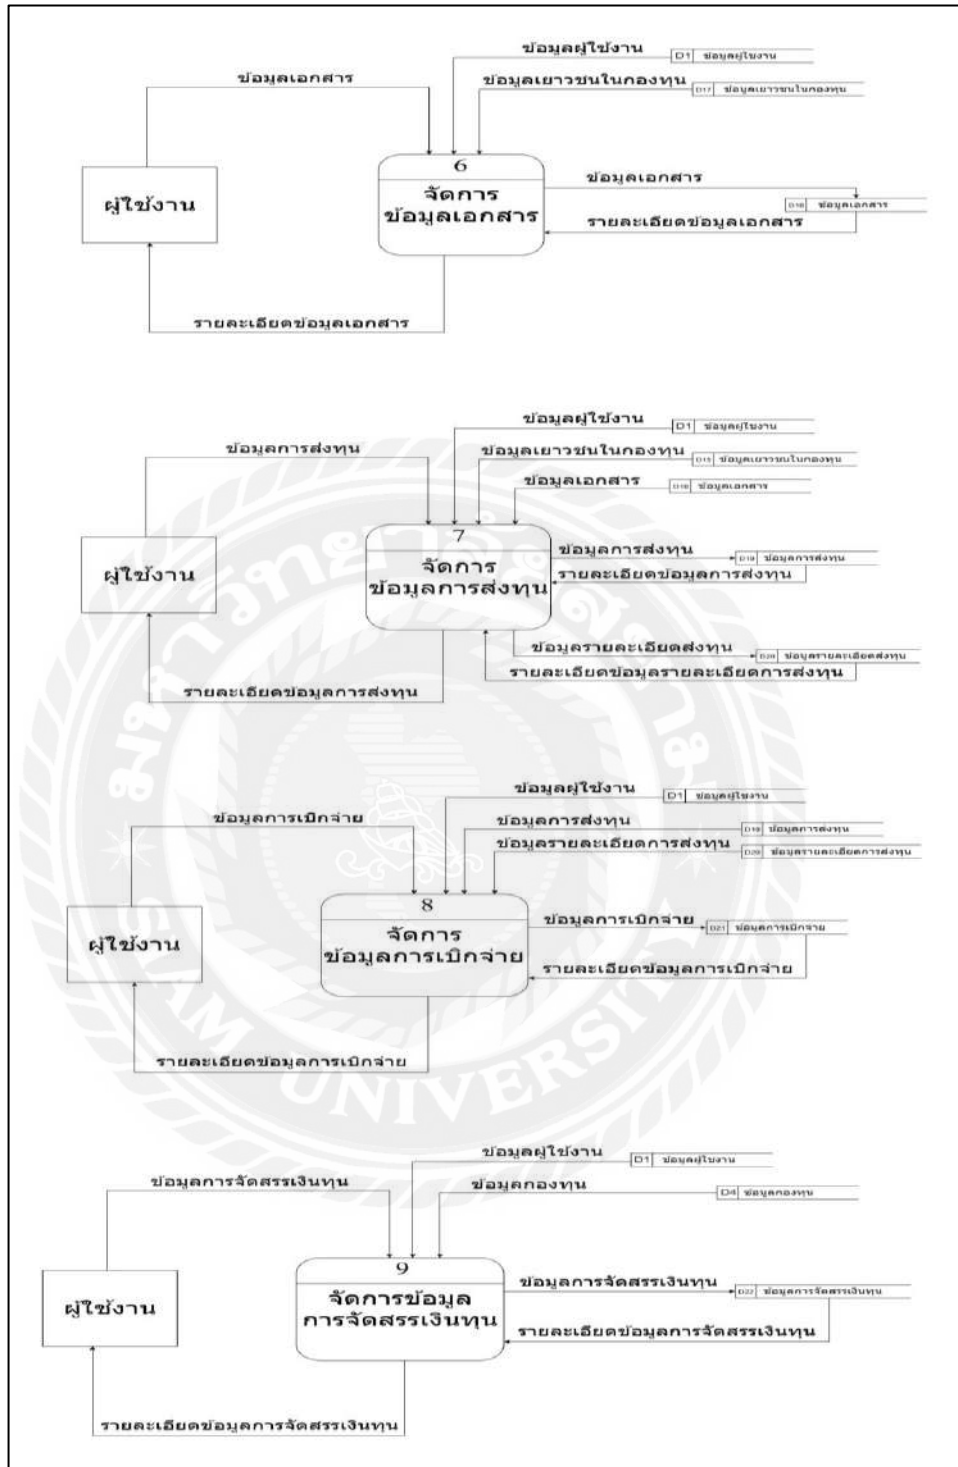 ข้อมูลผู้ใช้งาน
D1 ข้อมูลผู้ใช้งาน
ข้อมูลเอกสาร
ข้อมูลเยาวชนในกองทุน
D17 ข้อมูลเยาวชนในกองทุน
6
จัดการ
ข้อมูลเอกสาร
ผู้ใช้งาน
ข้อมูลเอกสาร
ข้อมูลเอกสาร
รายละเอียดข้อมูลเอกสาร
รายละเอียดข้อมูลเอกสาร
ข้อมูลผู้ใช้งาน
D1 ข้อมูลผู้ใช้งาน
ข้อมูลการส่งทุน
ข้อมูลเยาวชนในกองทุน
D15 ข้อมูลเยาวชนในกองทุน
ข้อมูลเอกสาร
ข้อมูลเอกสาร
7
จัดการ
ข้อมูลการส่งทุน
ผู้ใช้งาน
ข้อมูลการส่งทุน
D19 ข้อมูลการส่งทุน
รายละเอียดข้อมูลการส่งทุน
ข้อมูลรายละเอียดส่งทุน
D20 ข้อมูลรายละเอียดส่งทุน
รายละเอียดข้อมูลรายละเอียดการส่งทุน
รายละเอียดข้อมูลการส่งทุน
ข้อมูลผู้ใช้งาน
D1 ข้อมูลผู้ใช้งาน
ข้อมูลการเบิกจ่าย
ข้อมูลการส่งทุน
D19 ข้อมูลการส่งทุน
ข้อมูลรายละเอียดการส่งทุน
D20 ข้อมูลรายละเอียดการส่งทุน
8
จัดการ
ข้อมูลการเบิกจ่าย
ผู้ใช้งาน
ข้อมูลการเบิกจ่าย
D21 ข้อมูลการเบิกจ่าย
รายละเอียดข้อมูลการเบิกจ่าย
รายละเอียดข้อมูลการเบิกจ่าย
ข้อมูลผู้ใช้งาน
D1 ข้อมูลผู้ใช้งาน
ข้อมูลการจัดสรรเงินทุน
ข้อมูลกองทุน
D4 ข้อมูลกองทุน
9
จัดการข้อมูล
การจัดสรรเงินทุน
ผู้ใช้งาน
ข้อมูลการจัดสรรเงินทุน
D22 ข้อมูลการจัดสรรเงินทุน
รายละเอียดข้อมูลการจัดสรรเงินทุน
รายละเอียดข้อมูลการจัดสรรเงินทุน
มหาวิทยาลัยสยาม
SIAM UNIVERSITY